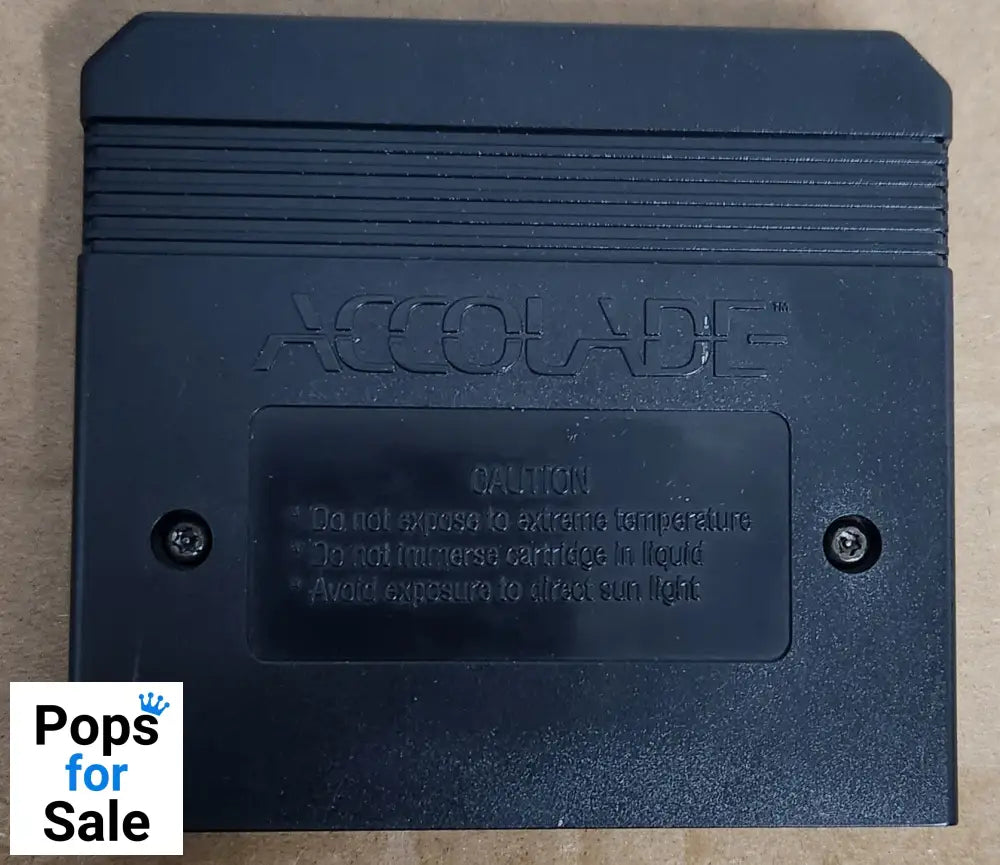 ACCOLADE™
CAUTION
* Do not expose to extreme temperature
* Do not immerse cartridge in liquid
* Avoid exposure to direct sun light
Pops
for
Sale